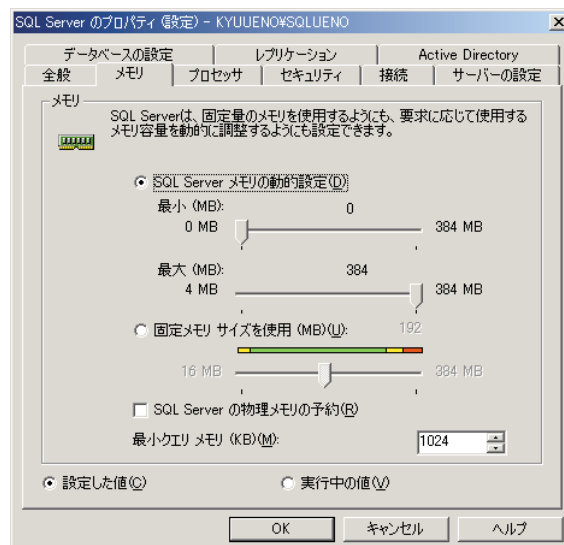 SQL Server のプロパティ (設定) - KYUUENO¥SQLUENO
データベースの設定 レプリケーション Active Directory
全般 メモリ プロセッサ セキュリティ 接続 サーバーの設定
メモリ
SQL Serverは、固定量のメモリを使用するようにも、要求に応じて使用する
メモリ容量を動的に調整するようにも設定できます。
SQL Server メモリの動的設定(D)
最小 (MB): 0
0 MB 384 MB
最大 (MB): 384
4 MB 384 MB
固定メモリ サイズを使用 (MB)(U): 192
16 MB 384 MB
SQL Server の物理メモリの予約(R)
最小クエリ メモリ (KB)(M): 1024
設定した値(C) 実行中の値(V)
OK キャンセル ヘルプ